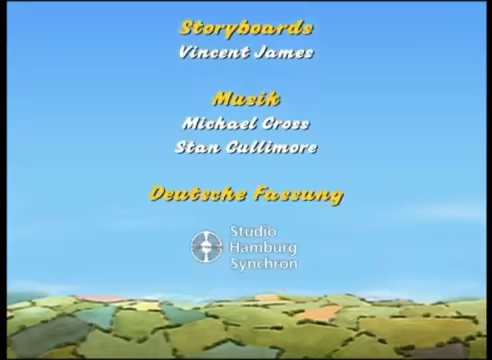 Storyboards
Vincent James
Musik
Michael Cross
Stan Cullimore
Deutsche Fassung
Studio
Hamburg
Synchron